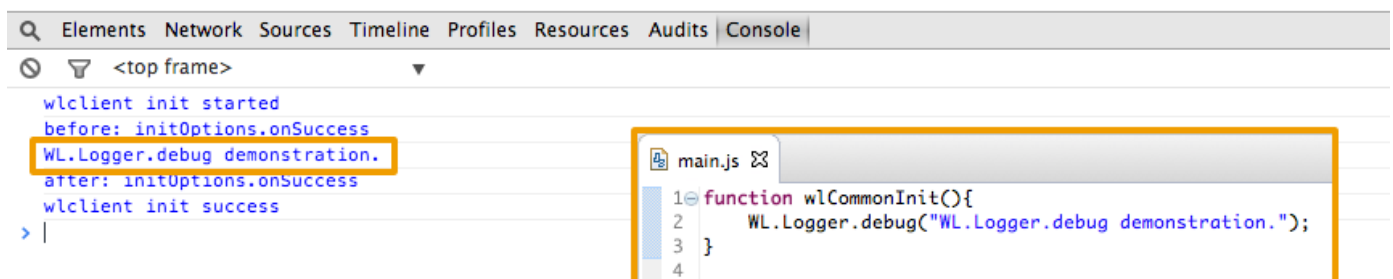 Elements Network Sources Timeline Profiles Resources Audits Console
<top frame>
wlclient init started
before: initOptions.onSuccess
WL.Logger.debug demonstration.
after: initOptions.onSuccess
wlclient init success
>
main.js
1 function wlCommonInit(){
2 WL.Logger.debug("WL.Logger.debug demonstration.");
3 }
4